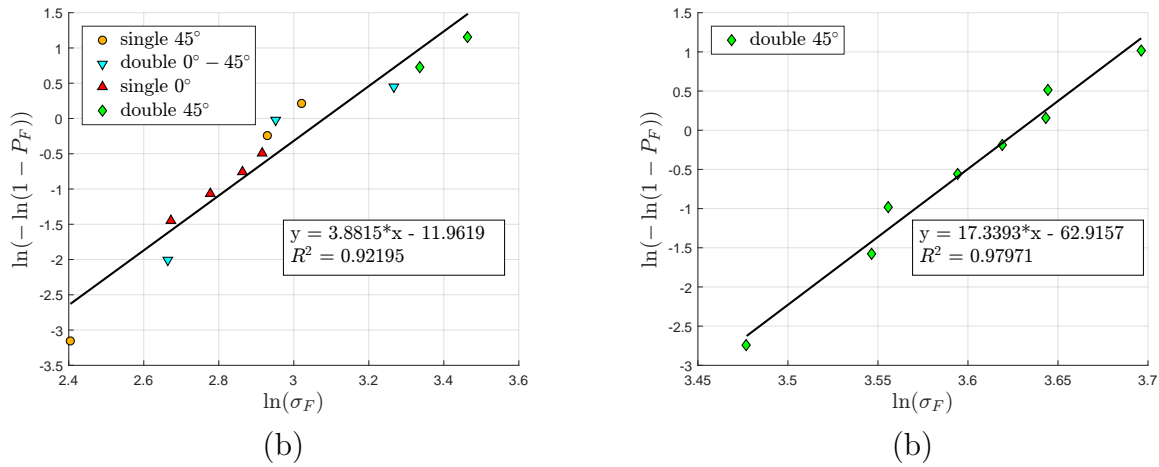 1.5
1
0.5
0
-0.5
-1
-1.5
-2
-2.5
-3
-3.5
ln(− ln(1 − P_F))
single 45°
double 0° − 45°
single 0°
double 45°
y = 3.8815*x - 11.9619
R² = 0.92195
2.4 2.6 2.8 3 3.2 3.4 3.6
ln(σ_F)
(b)
1.5
1
0.5
0
-0.5
-1
-1.5
-2
-2.5
-3
ln(− ln(1 − P_F))
double 45°
y = 17.3393*x - 62.9157
R² = 0.97971
3.45 3.5 3.55 3.6 3.65 3.7
ln(σ_F)
(b)